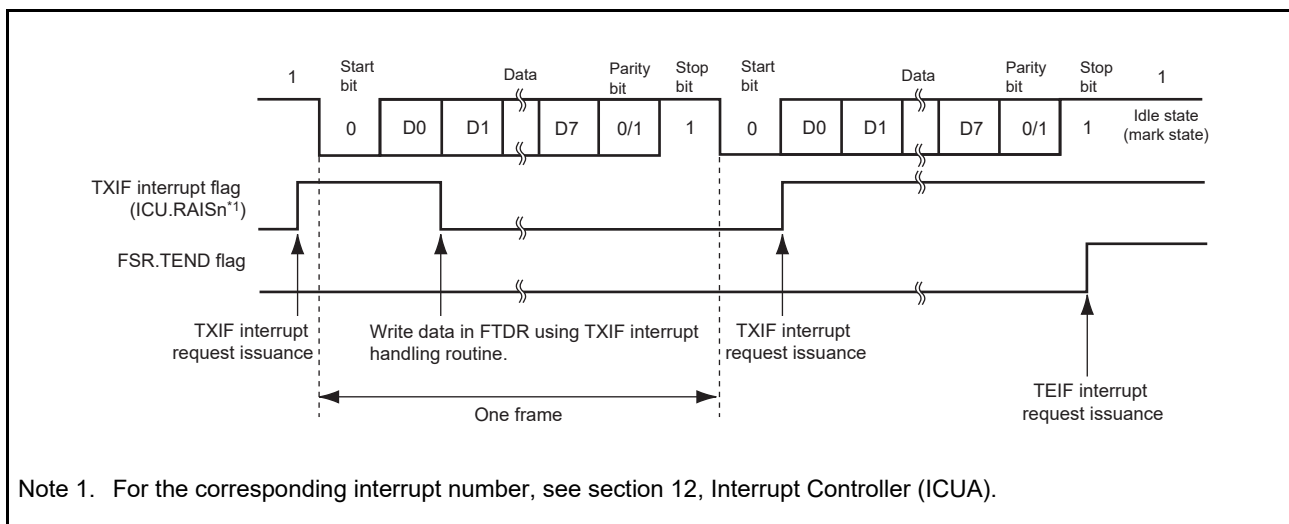 1
Start
bit
Data
Parity
bit
Stop
bit
Start
bit
Data
Parity
bit
Stop
bit
1
0 D0 D1 D7 0/1 1 0 D0 D1 D7 0/1 1
Idle state
(mark state)
TXIF interrupt flag
(ICU.RAISn*1)
FSR.TEND flag
TXIF interrupt
request issuance
Write data in FTDR using TXIF interrupt
handling routine.
TXIF interrupt
request issuance
TEIF interrupt
request issuance
One frame
Note 1. For the corresponding interrupt number, see section 12, Interrupt Controller (ICUA).